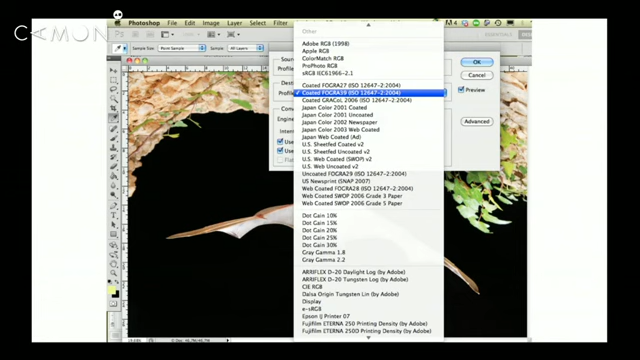 CAMON
Photoshop File Edit Image Layer Select Filter
Sample Size: Point Sample Sample: All Layers
Other
Adobe RGB (1998)
Apple RGB
ColorMatch RGB
ProPhoto RGB
sRGB IEC61966-2.1
Coated FOGRA27 (ISO 12647-2:2004)
Coated FOGRA39 (ISO 12647-2:2004)
Coated GRACoL 2006 (ISO 12647-2:2004)
Japan Color 2001 Coated
Japan Color 2001 Uncoated
Japan Color 2002 Newspaper
Japan Color 2003 Web Coated
Japan Web Coated (Ad)
U.S. Sheetfed Coated v2
U.S. Sheetfed Uncoated v2
U.S. Web Coated (SWOP) v2
U.S. Web Uncoated v2
Uncoated FOGRA29 (ISO 12647-2:2004)
US Newsprint (SNAP 2007)
Web Coated FOGRA28 (ISO 12647-2:2004)
Web Coated SWOP 2006 Grade 3 Paper
Web Coated SWOP 2006 Grade 5 Paper
Dot Gain 10%
Dot Gain 15%
Dot Gain 20%
Dot Gain 25%
Dot Gain 30%
Gray Gamma 1.8
Gray Gamma 2.2
ARRIFLEX D-20 Daylight Log (by Adobe)
ARRIFLEX D-20 Tungsten Log (by Adobe)
CIE RGB
Dalsa Origin Tungsten Lin (by Adobe)
Display
e-sRGB
Epson IJ Printer 07
Fujifilm ETERNA 250 Printing Density (by Adobe)
Fujifilm ETERNA 250D Printing Density (by Adobe)
OK
Cancel
Preview
Advanced